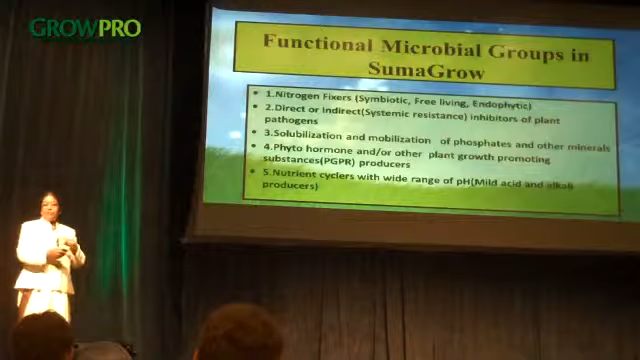 GROWPRO
Functional Microbial Groups in
SumaGrow
• 1.Nitrogen Fixers (Symbiotic, Free living, Endophytic)
• 2.Direct or Indirect(Systemic resistance) inhibitors of plant
pathogens
• 3.Solubilization and mobilization of phosphates and other minerals
• 4.Phyto hormone and/or other plant growth promoting
substances(PGPR) producers
• 5.Nutrient cyclers with wide range of pH(Mild acid and alkali
producers)